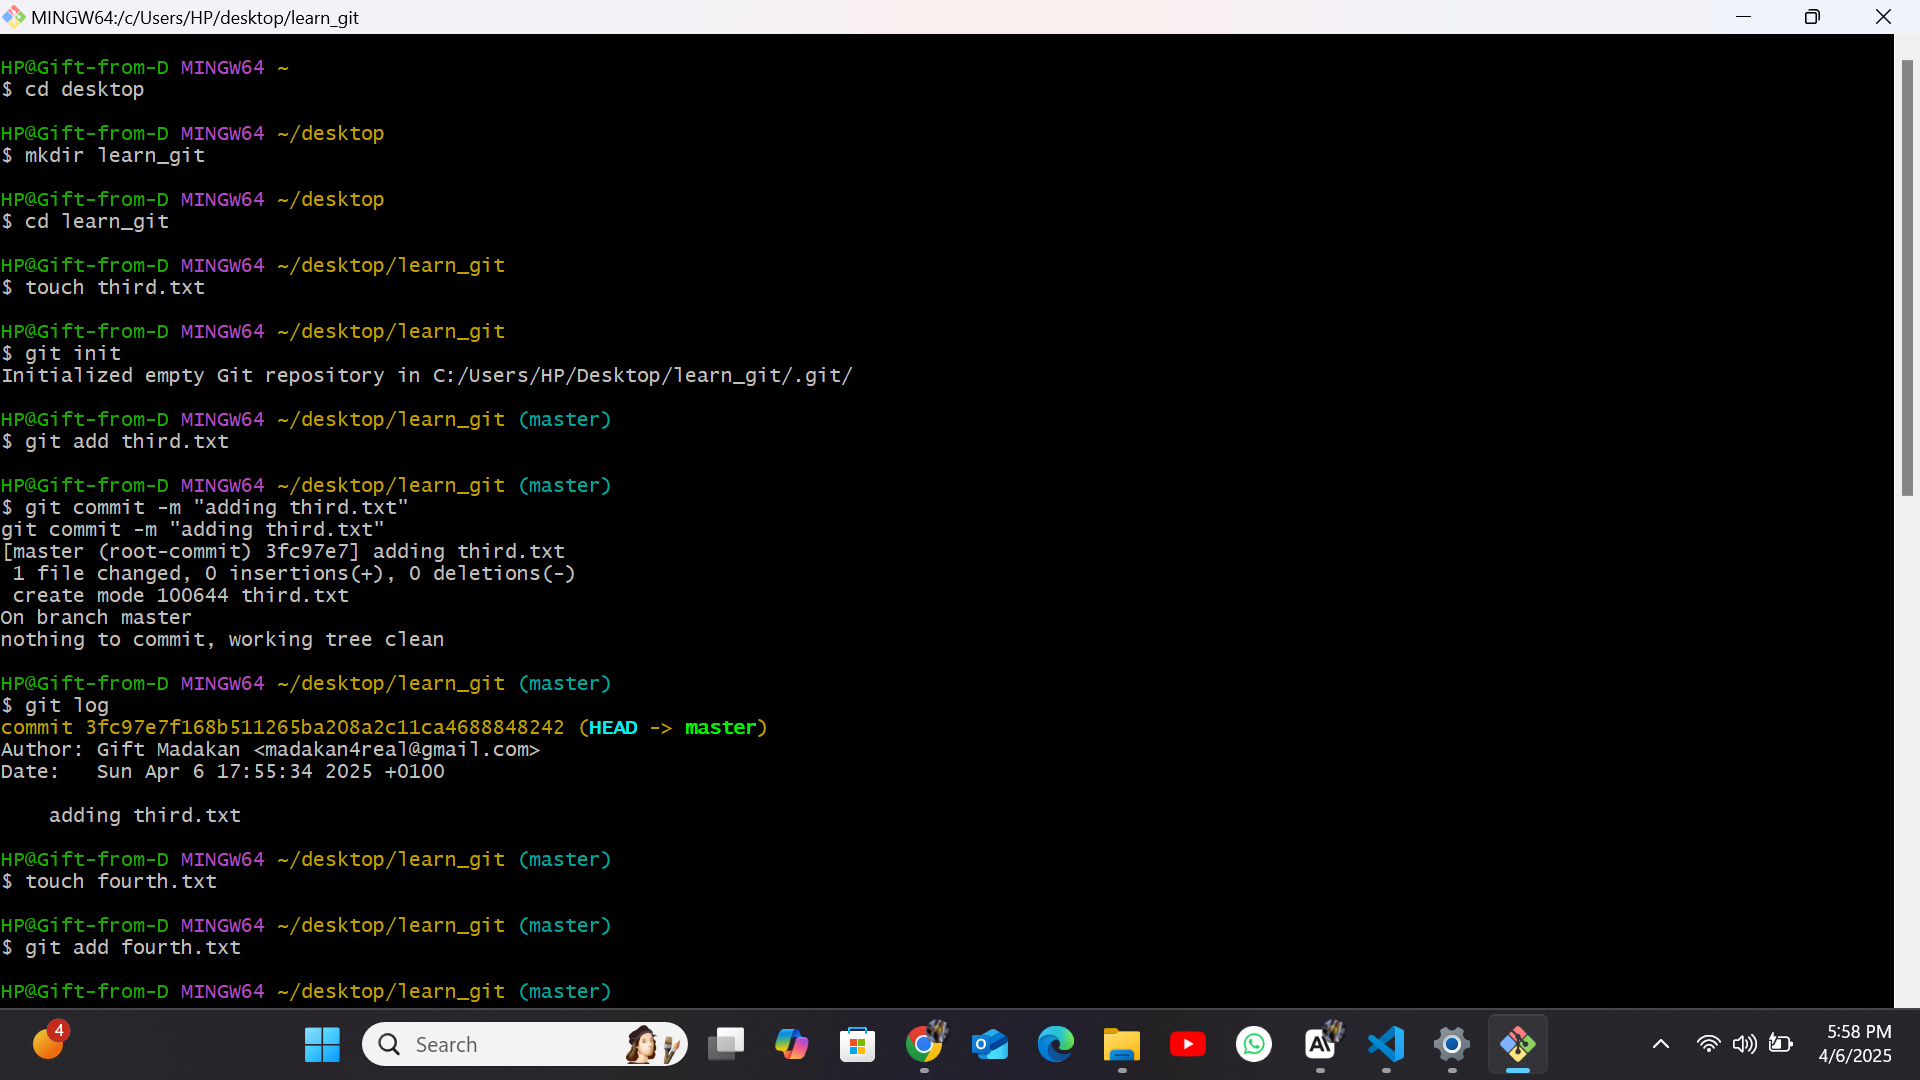 MINGW64:/c/Users/HP/desktop/learn_git
HP@Gift-from-D MINGW64 ~
$ cd desktop
HP@Gift-from-D MINGW64 ~/desktop
$ mkdir learn_git
HP@Gift-from-D MINGW64 ~/desktop
$ cd learn_git
HP@Gift-from-D MINGW64 ~/desktop/learn_git
$ touch third.txt
HP@Gift-from-D MINGW64 ~/desktop/learn_git
$ git init
Initialized empty Git repository in C:/Users/HP/Desktop/learn_git/.git/
HP@Gift-from-D MINGW64 ~/desktop/learn_git (master)
$ git add third.txt
HP@Gift-from-D MINGW64 ~/desktop/learn_git (master)
$ git commit -m "adding third.txt"
git commit -m "adding third.txt"
[master (root-commit) 3fc97e7] adding third.txt
 1 file changed, 0 insertions(+), 0 deletions(-)
 create mode 100644 third.txt
On branch master
nothing to commit, working tree clean
HP@Gift-from-D MINGW64 ~/desktop/learn_git (master)
$ git log
commit 3fc97e7f168b511265ba208a2c11ca4688848242 (HEAD -> master)
Author: Gift Madakan <madakan4real@gmail.com>
Date:   Sun Apr 6 17:55:34 2025 +0100
    adding third.txt
HP@Gift-from-D MINGW64 ~/desktop/learn_git (master)
$ touch fourth.txt
HP@Gift-from-D MINGW64 ~/desktop/learn_git (master)
$ git add fourth.txt
HP@Gift-from-D MINGW64 ~/desktop/learn_git (master)
4
Search
AI
5:58 PM
4/6/2025